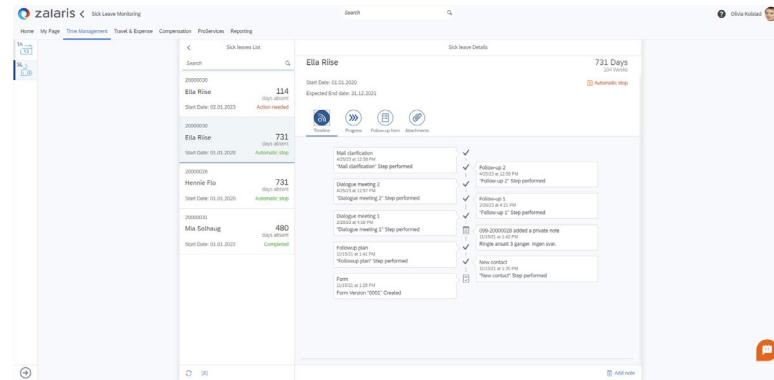 zalaris < Sick Leave Monitoring
Search
Olivia Kolstad
Home My Page Time Management Travel & Expense Compensation ProServices Reporting
Sick leaves List
Search
20000030
Ella Riise 114
days absent
Start Date: 02.01.2023 Action needed
20000030
Ella Riise 731
days absent
Start Date: 01.01.2020 Automatic stop
20000026
Hennie Flo 731
days absent
Start Date: 01.01.2020 Automatic stop
20000031
Mia Solhaug 480
days absent
Start Date: 01.01.2022 Completed
Sick leave Details
Ella Riise 731 Days
104 Weeks
Start Date: 01.01.2020 Automatic stop
Expected End date: 31.12.2021
Timeline Progress Follow-up form Attachments
Mail clarification
4/25/23 at 12:58 PM
"Mail clarification" Step performed
Follow-up 2
4/25/23 at 12:58 PM
"Follow-up 2" Step performed
Dialogue meeting 2
4/25/23 at 12:57 PM
"Dialogue meeting 2" Step performed
Follow-up 1
2/28/23 at 4:21 PM
"Follow-up 1" Step performed
Dialogue meeting 1
2/28/23 at 4:16 PM
"Dialogue meeting 1" Step performed
099-20000028 added a private note
11/15/21 at 1:42 PM
Ringte ansatt 3 ganger. Ingen svar.
Followup plan
11/15/21 at 1:41 PM
"Followup plan" Step performed
New contact
11/15/21 at 1:35 PM
"New contact" Step performed
Form
11/15/21 at 1:28 PM
Form Version "0001" Created
Add note